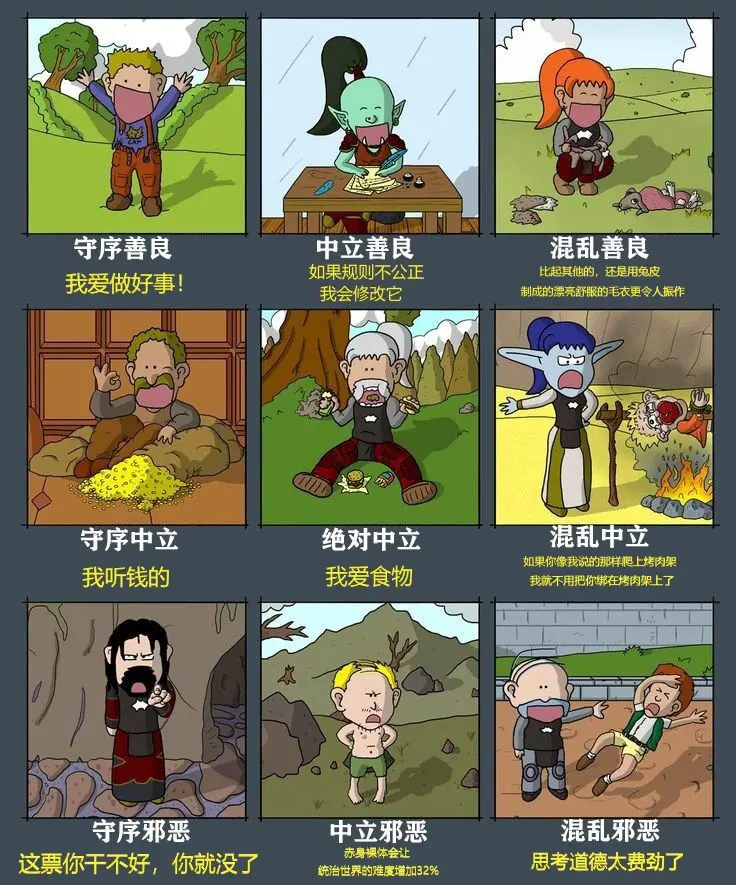 CAT
守序善良
我爱做好事!
中立善良
如果规则不公正
我会修改它
混乱善良
比起其他的，还是用兔皮
制成的漂亮舒服的毛衣更令人振作
守序中立
我听钱的
绝对中立
我爱食物
混乱中立
如果你像我说的那样爬上烤肉架
我就不用把你绑在烤肉架上了
守序邪恶
这票你干不好，你就没了
中立邪恶
赤身裸体会让
统治世界的难度增加32%
混乱邪恶
思考道德太费劲了